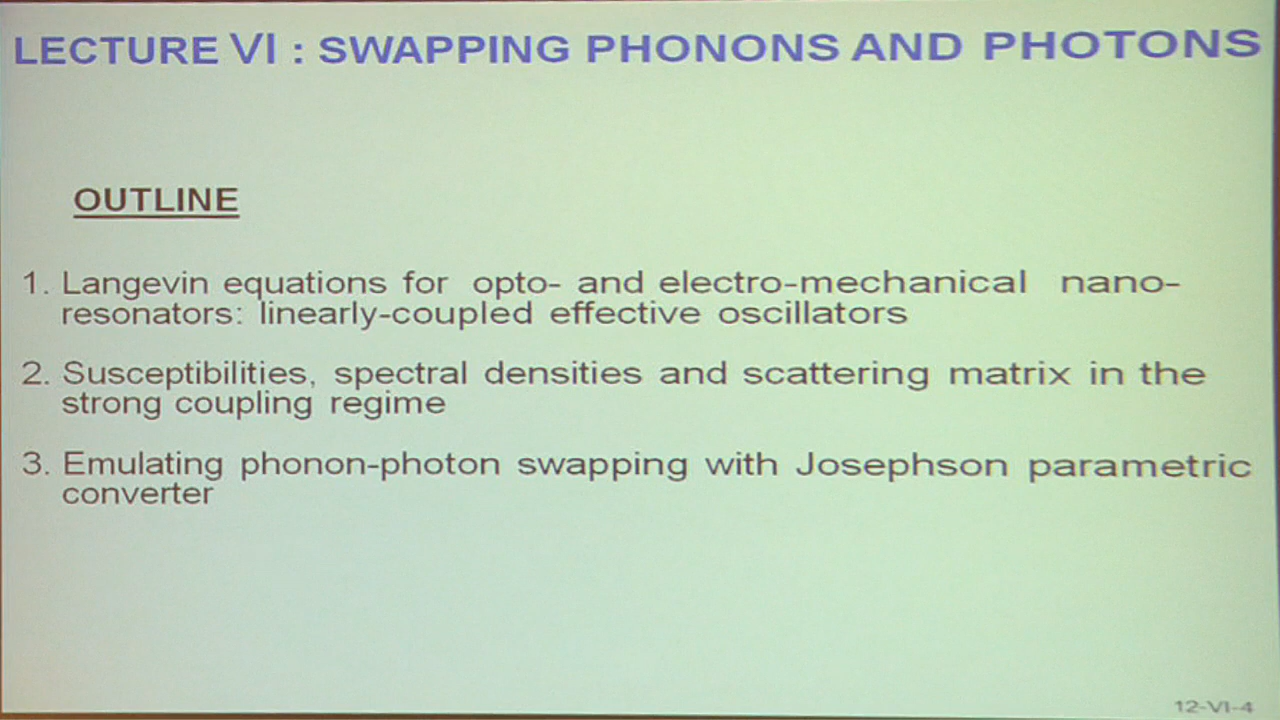 LECTURE VI : SWAPPING PHONONS AND PHOTONS
OUTLINE
1. Langevin equations for opto- and electro-mechanical nano-
resonators: linearly-coupled effective oscillators
2. Susceptibilities, spectral densities and scattering matrix in the
strong coupling regime
3. Emulating phonon-photon swapping with Josephson parametric
converter
12-VI-4